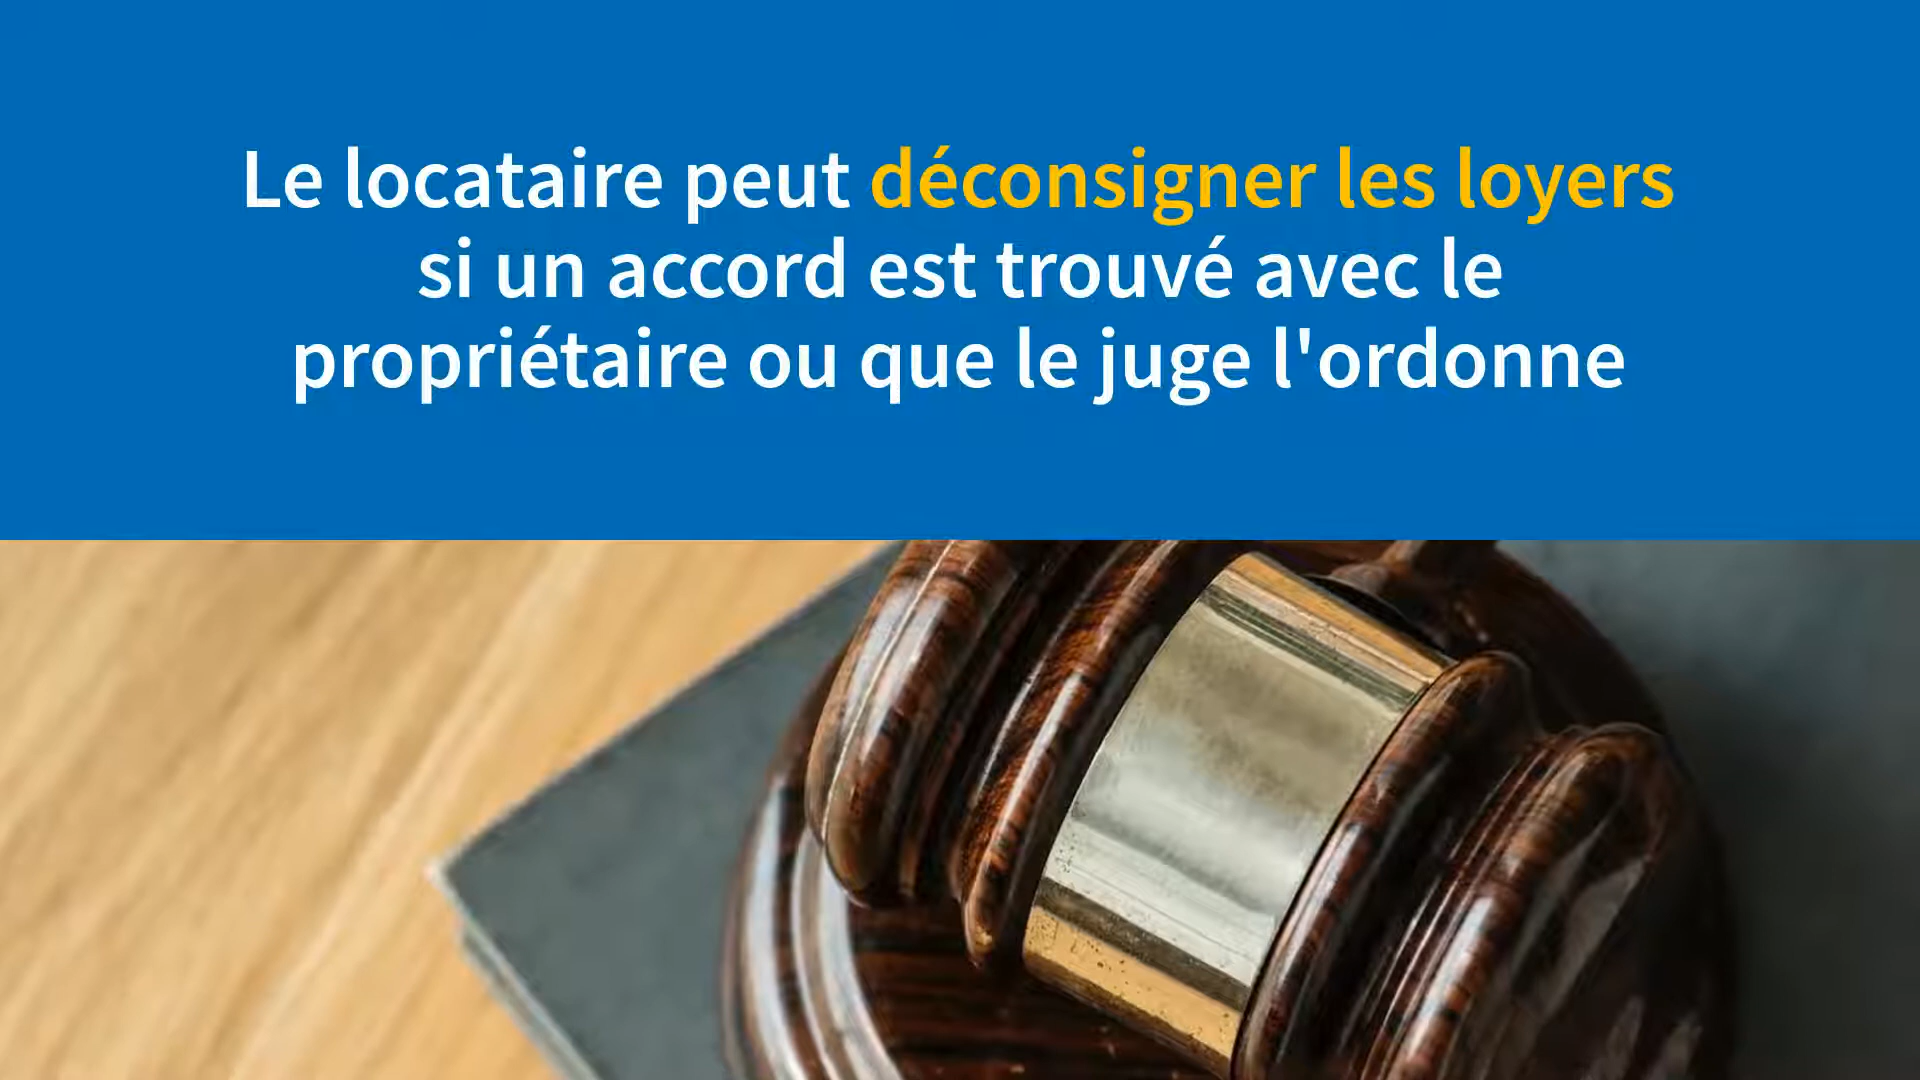 Le locataire peut déconsigner les loyers
si un accord est trouvé avec le
propriétaire ou que le juge l'ordonne